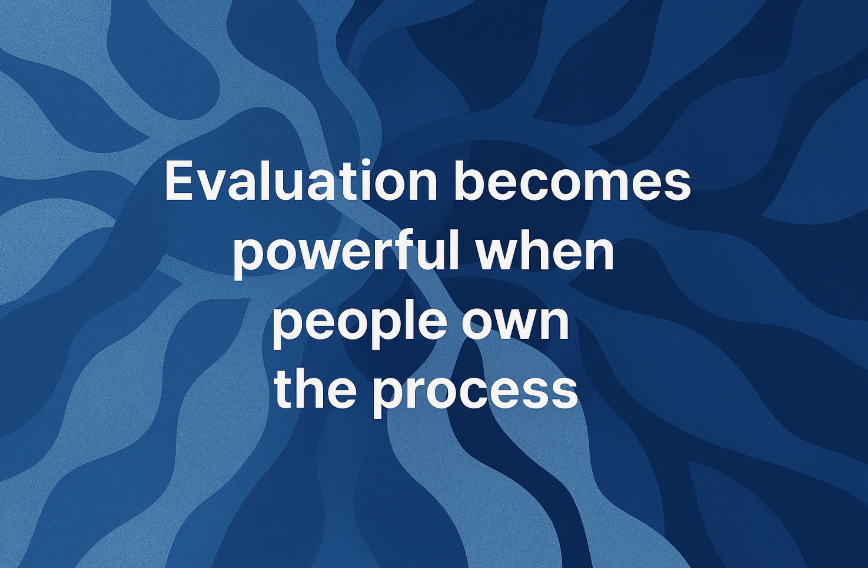 Evaluation becomes
powerful when
people own
the process